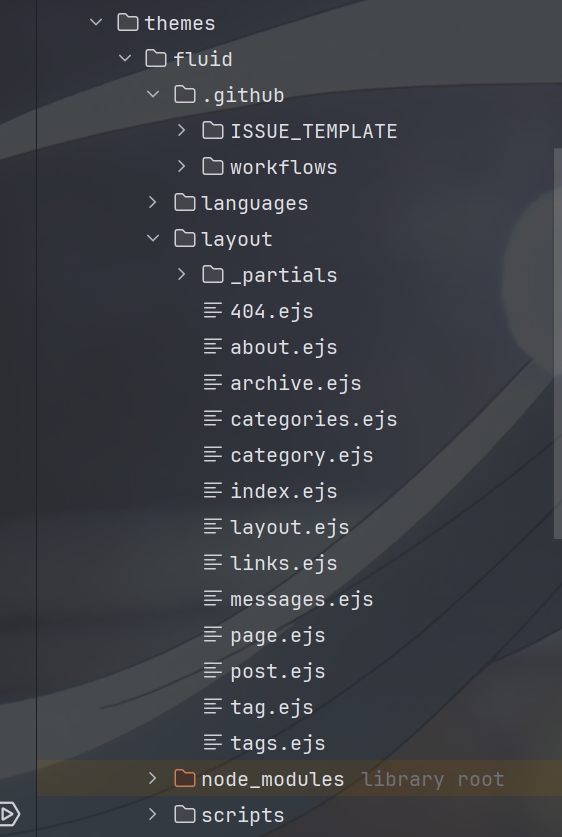 themes
fluid
.github
ISSUE_TEMPLATE
workflows
languages
layout
_partials
404.ejs
about.ejs
archive.ejs
categories.ejs
category.ejs
index.ejs
layout.ejs
links.ejs
messages.ejs
page.ejs
post.ejs
tag.ejs
tags.ejs
node_modules library root
scripts